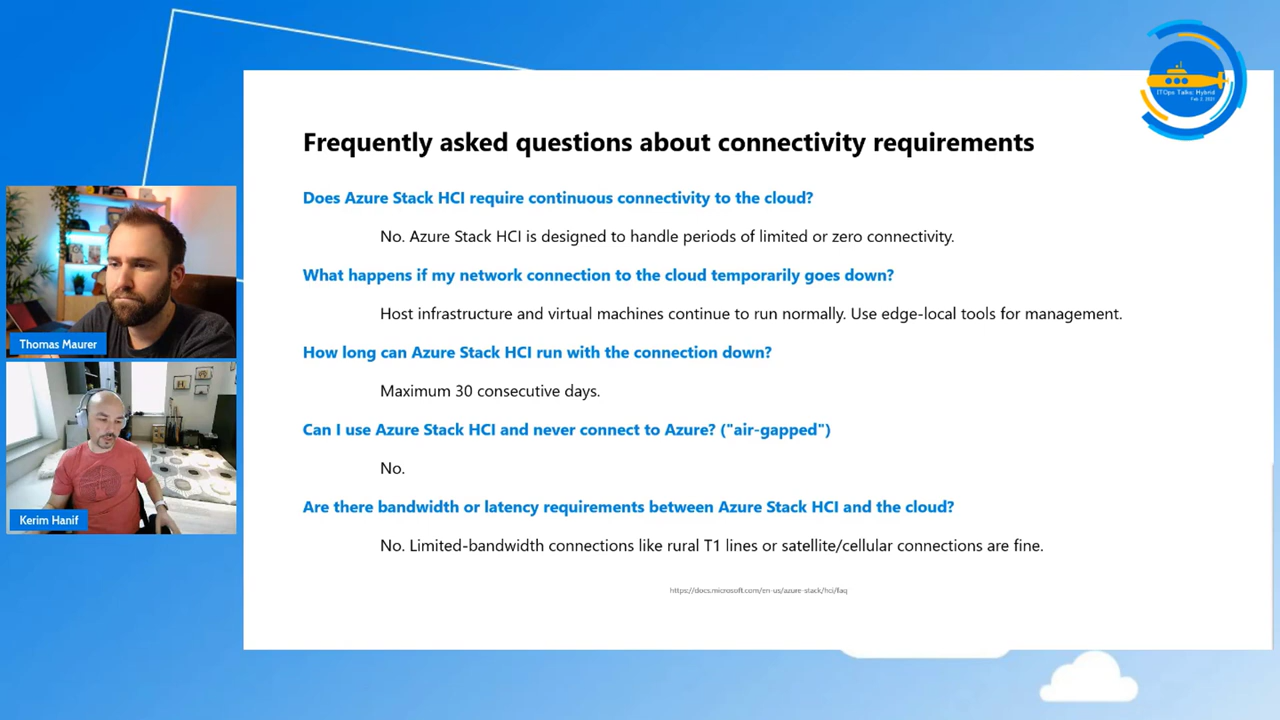 ITOps Talks: Hybrid
Feb 2, 2021
Frequently asked questions about connectivity requirements
Does Azure Stack HCI require continuous connectivity to the cloud?
No. Azure Stack HCI is designed to handle periods of limited or zero connectivity.
What happens if my network connection to the cloud temporarily goes down?
Host infrastructure and virtual machines continue to run normally. Use edge-local tools for management.
How long can Azure Stack HCI run with the connection down?
Maximum 30 consecutive days.
Can I use Azure Stack HCI and never connect to Azure? ("air-gapped")
No.
Are there bandwidth or latency requirements between Azure Stack HCI and the cloud?
No. Limited-bandwidth connections like rural T1 lines or satellite/cellular connections are fine.
https://docs.microsoft.com/en-us/azure-stack/hci/faq
Thomas Maurer
Kerim Hanif